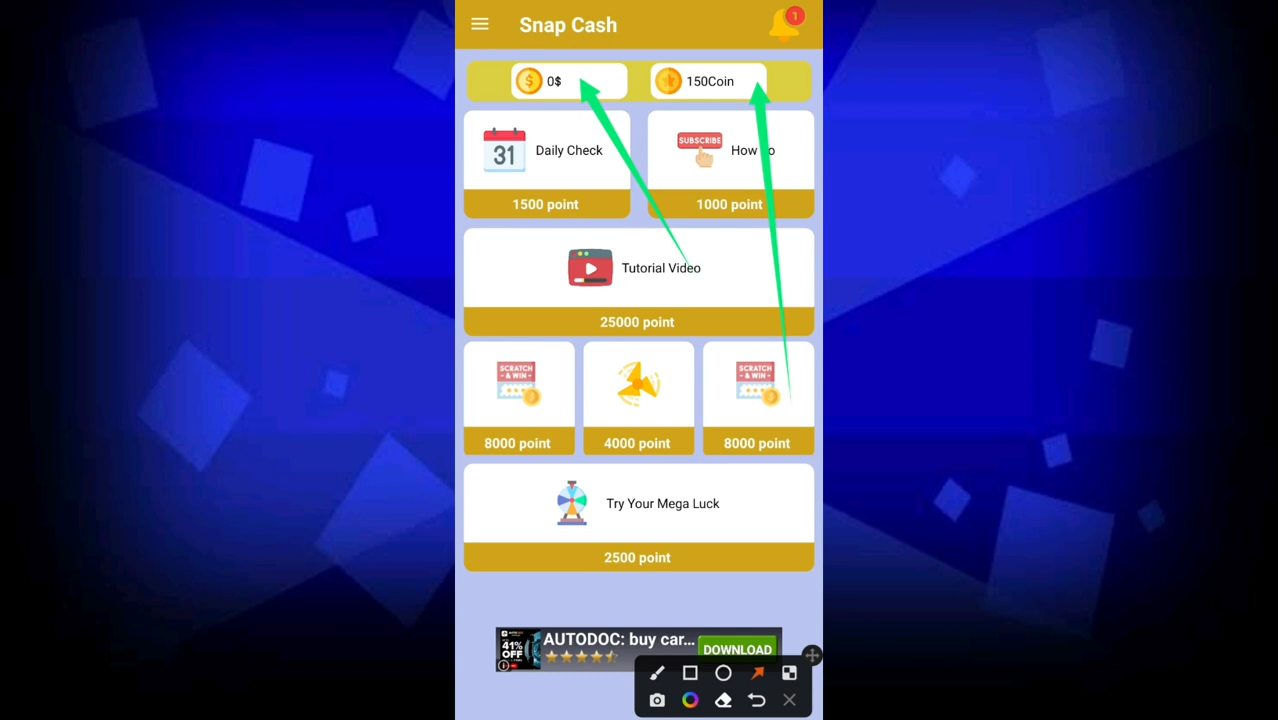 Snap Cash
1
0$
150Coin
31
Daily Check
SUBSCRIBE
1500 point
1000 point
Tutorial Video
25000 point
SCRATCH
& WIN
SCRATCH
& WIN
8000 point
4000 point
8000 point
Try Your Mega Luck
2500 point
41%
OFF
AUTODOC: buy car...
DOWNLOAD